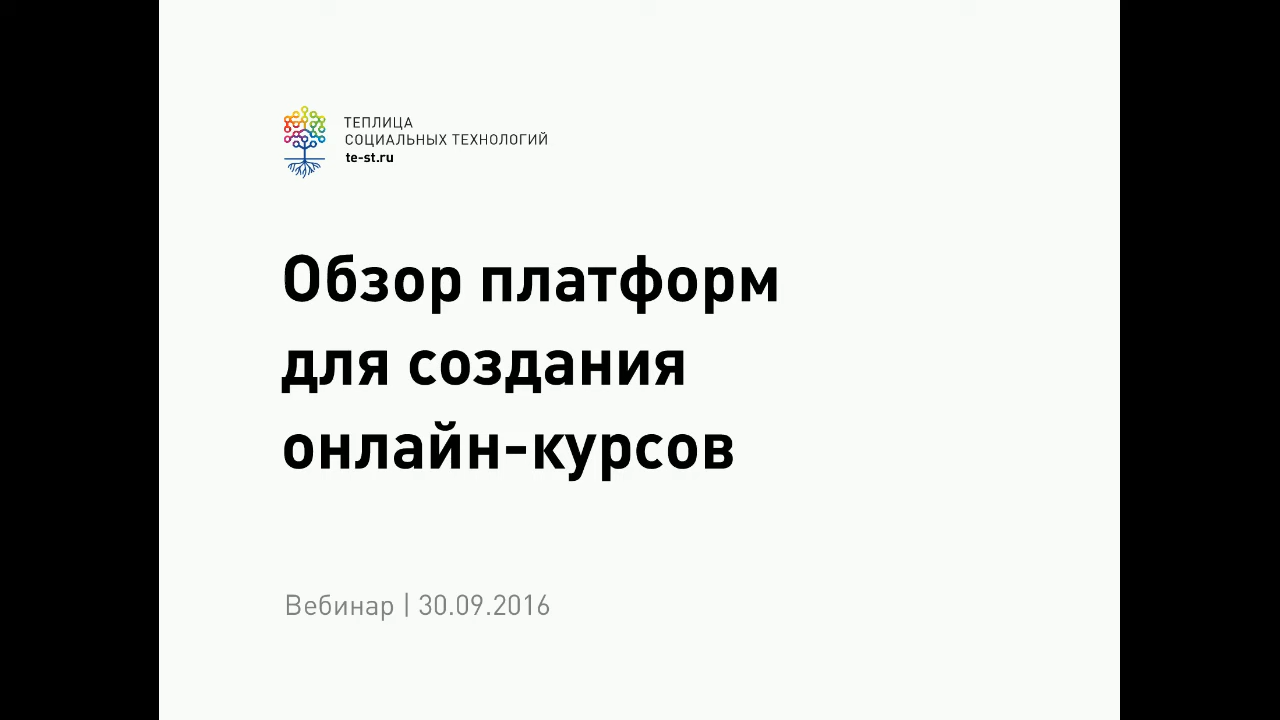 ТЕПЛИЦА
СОЦИАЛЬНЫХ ТЕХНОЛОГИЙ
te-st.ru
Обзор платформ
для создания
онлайн-курсов
Вебинар | 30.09.2016